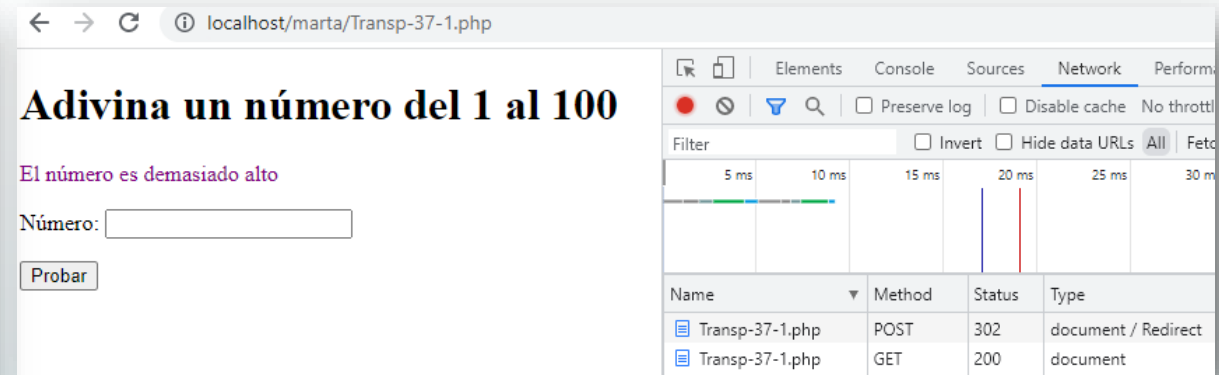 localhost/marta/Transp-37-1.php
Adivina un número del 1 al 100
El número es demasiado alto
Número:
Probar
Elements Console Sources Network Performa
Preserve log Disable cache No throttl
Filter Invert Hide data URLs All Fetc
5 ms 10 ms 15 ms 20 ms 25 ms 30 m
Name Method Status Type
Transp-37-1.php POST 302 document / Redirect
Transp-37-1.php GET 200 document